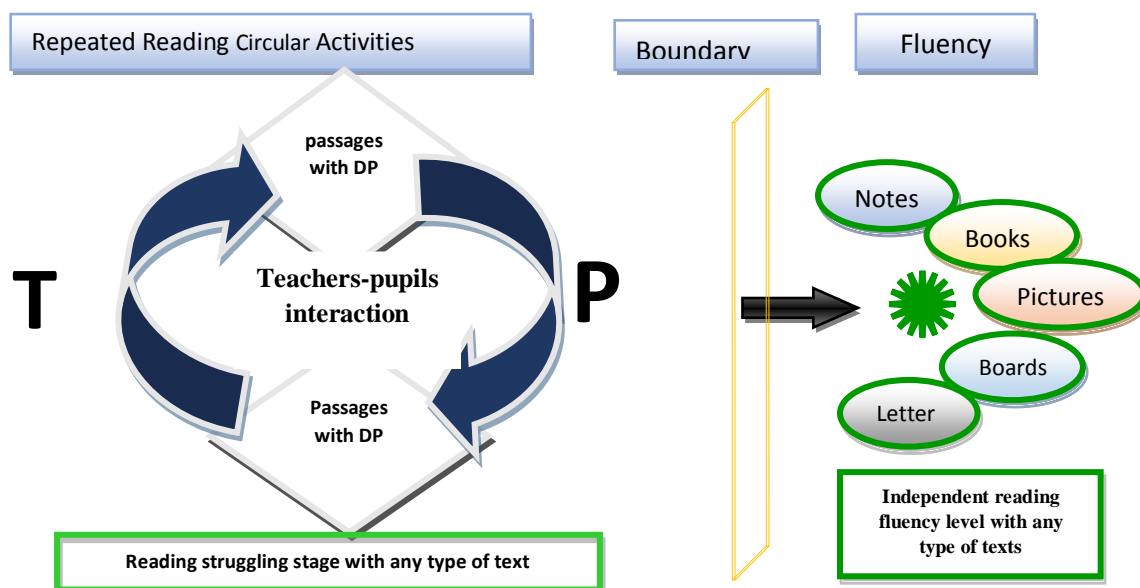 Repeated Reading Circular Activities
Boundary
Fluency
passages
with DP
T
Teachers-pupils
interaction
P
Passages
with DP
Reading struggling stage with any type of text
Notes
Books
Pictures
Boards
Letter
Independent reading
fluency level with any
type of texts